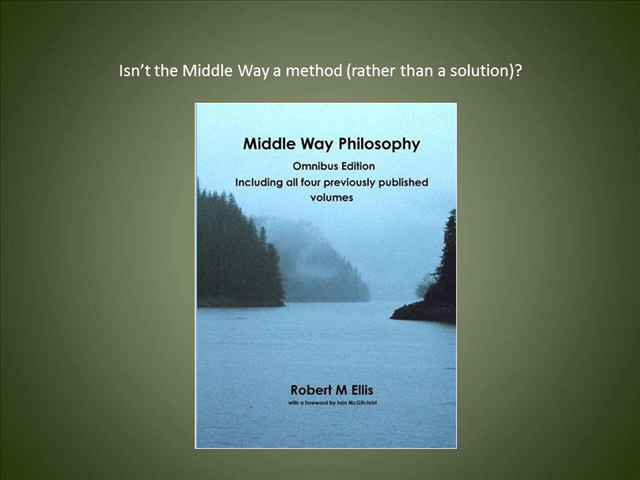 Isn't the Middle Way a method (rather than a solution)?
Middle Way Philosophy
Omnibus Edition
Including all four previously published
volumes
Robert M Ellis
with a foreword by Iain McGilchrist